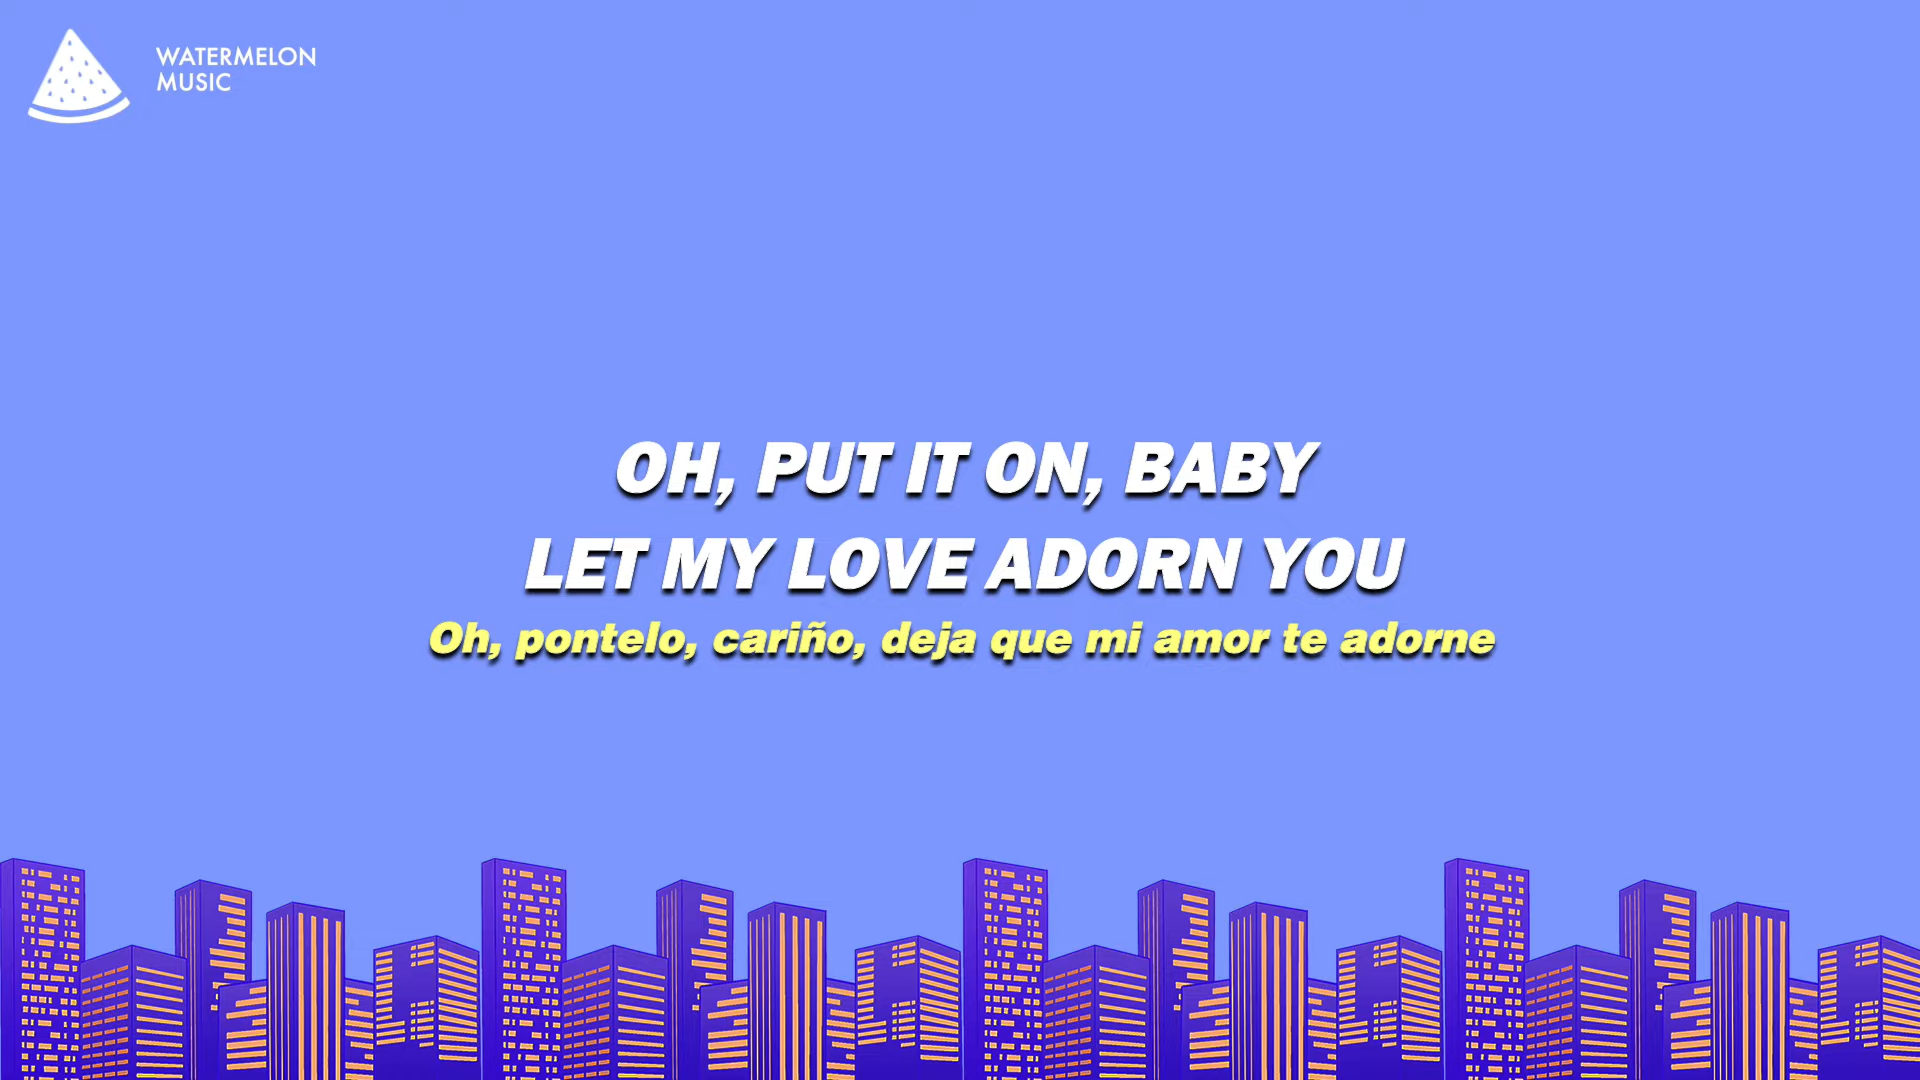 WATERMELON
MUSIC
OH, PUT IT ON, BABY
LET MY LOVE ADORN YOU
Oh, pontelo, cariño, deja que mi amor te adorne